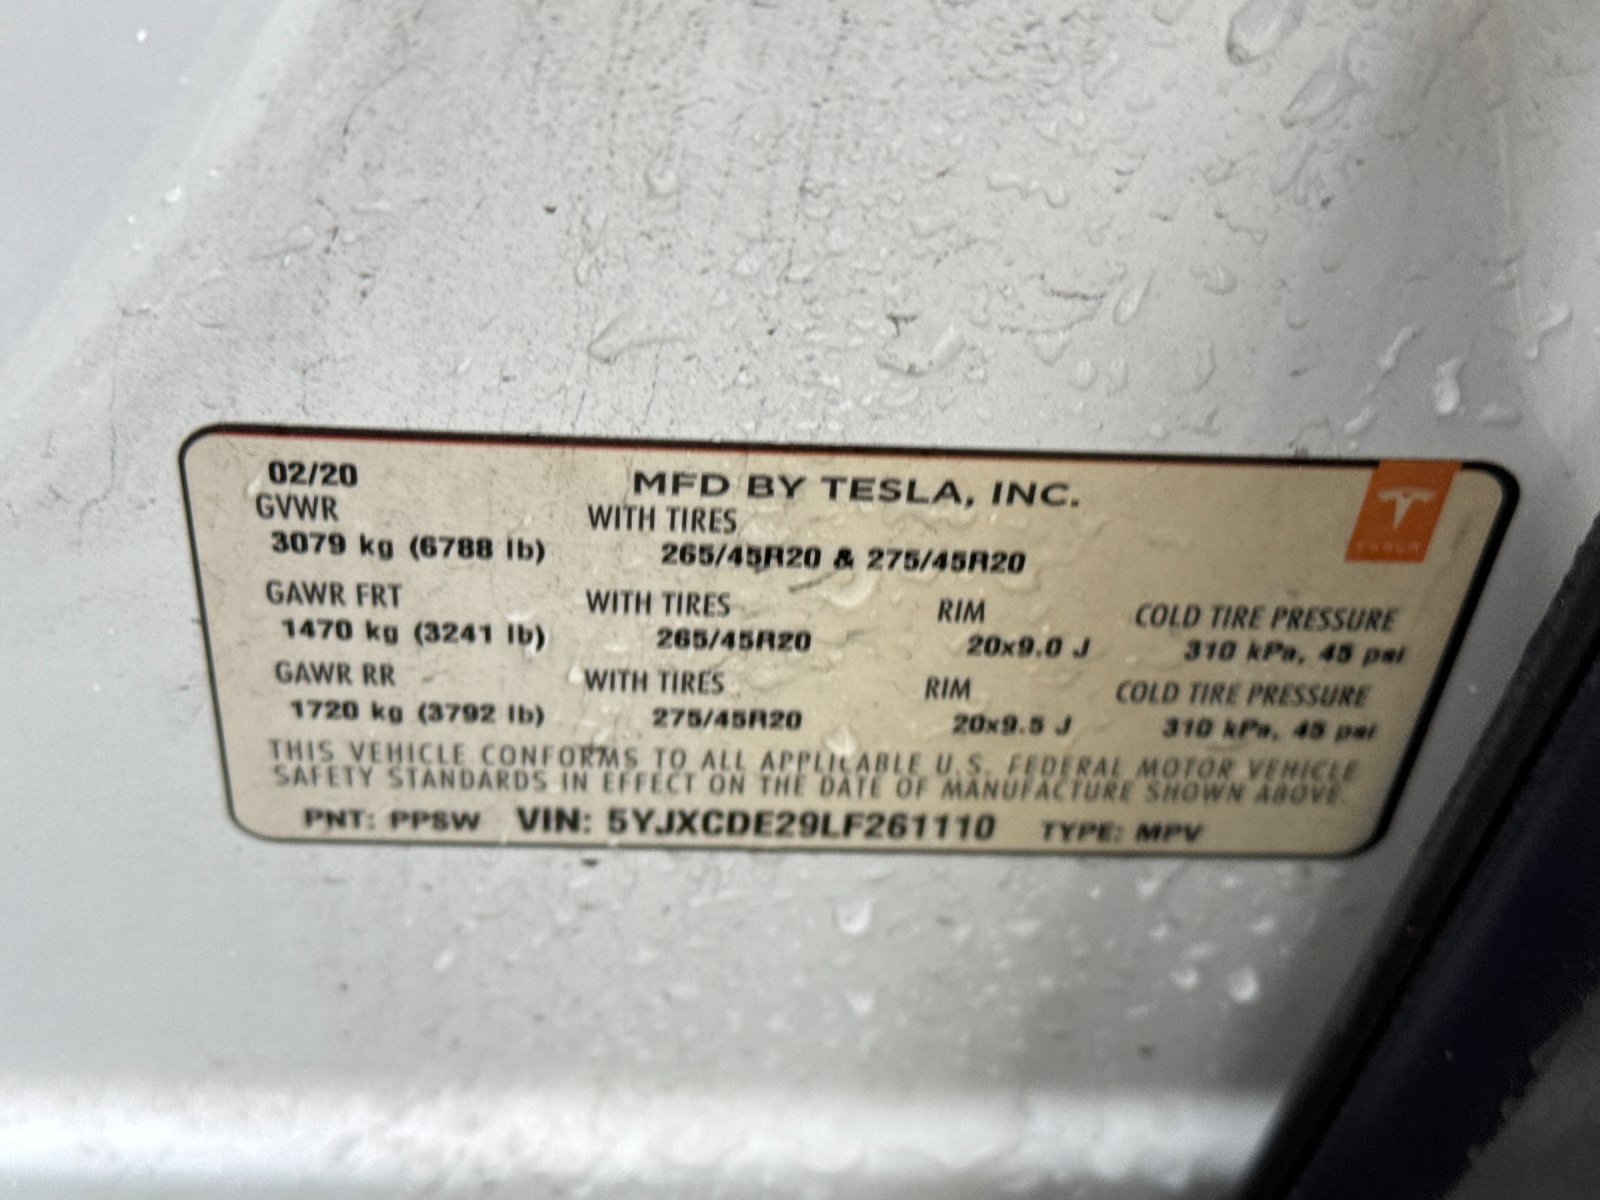 02/20 MFD BY TESLA, INC.
GVWR WITH TIRES
3079 kg (6788 lb) 265/45R20 & 275/45R20
GAWR FRT WITH TIRES RIM COLD TIRE PRESSURE
1470 kg (3241 lb) 265/45R20 20x9.0 J 310 kPa, 45 psi
GAWR RR WITH TIRES RIM COLD TIRE PRESSURE
1720 kg (3792 lb) 275/45R20 20x9.5 J 310 kPa, 45 psi
THIS VEHICLE CONFORMS TO ALL APPLICABLE U.S. FEDERAL MOTOR VEHICLE
SAFETY STANDARDS IN EFFECT ON THE DATE OF MANUFACTURE SHOWN ABOVE.
PNT: PPSW VIN: 5YJXCDE29LF261110 TYPE: MPV
TESLA